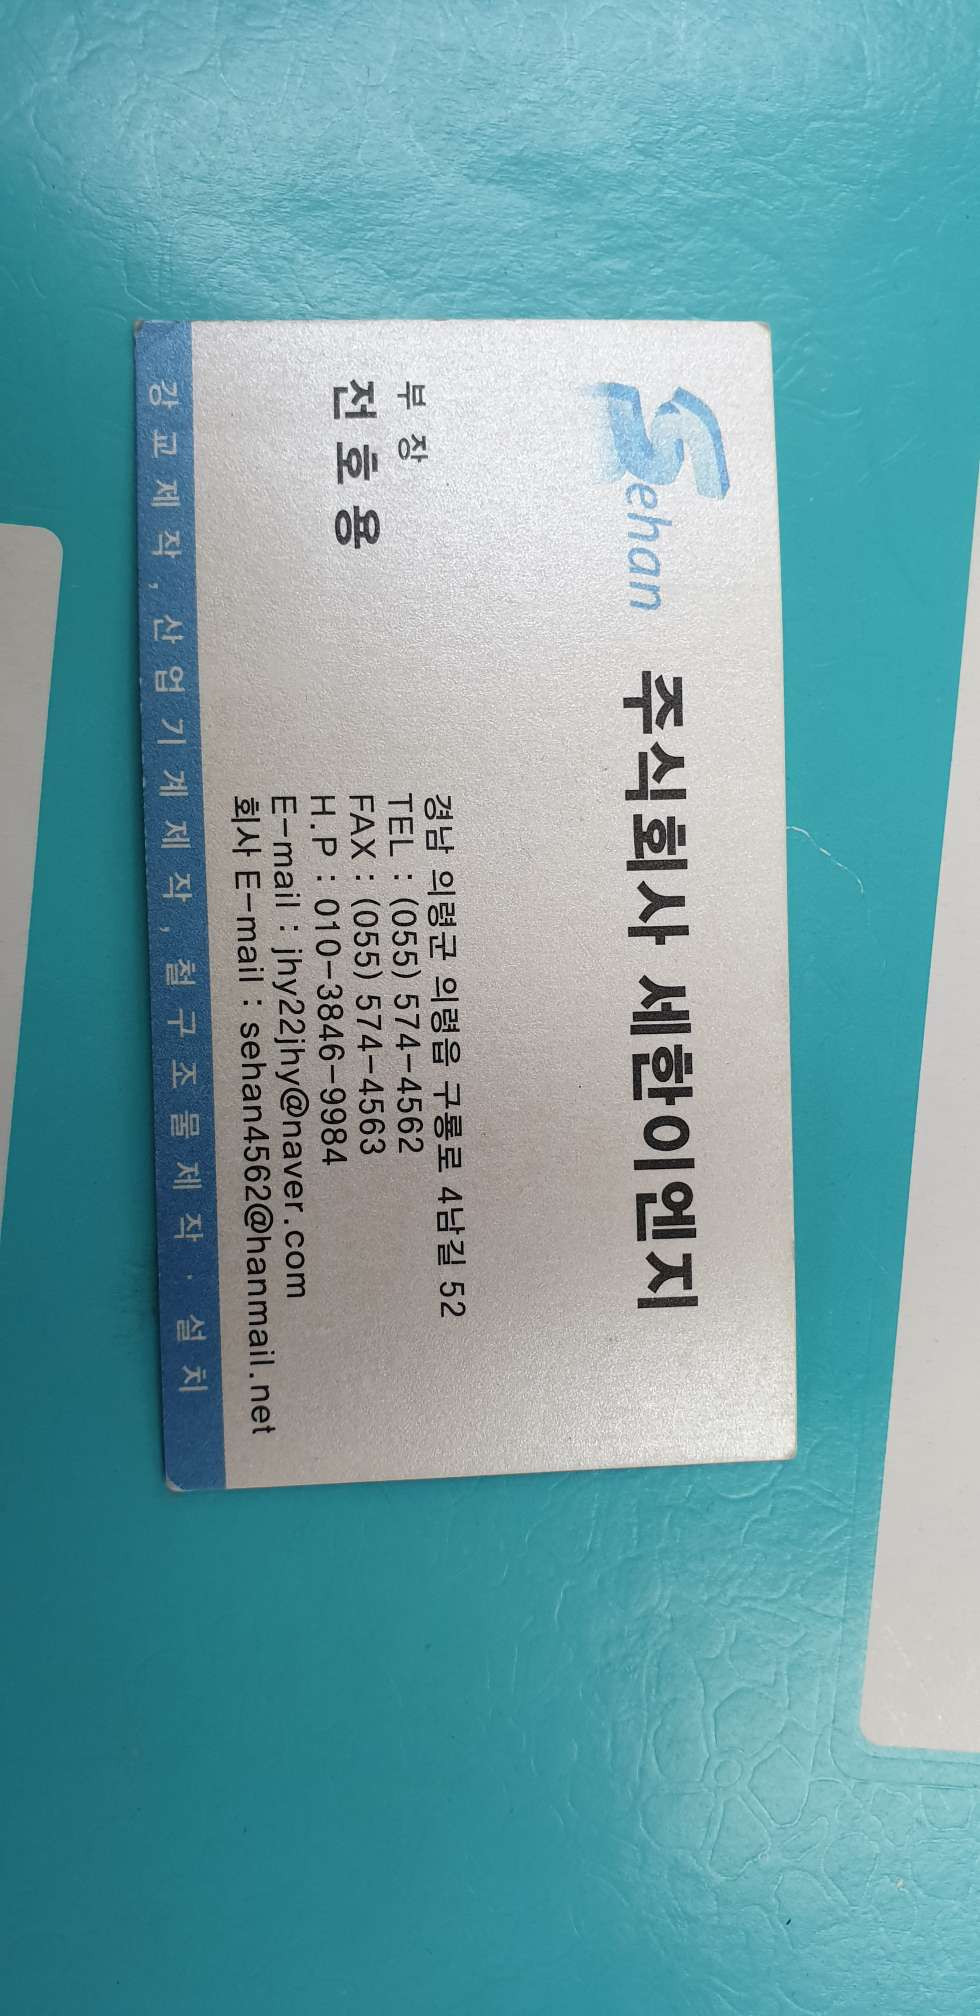 Sehan 주식회사 세한이엔지
부장
전호용
경남 의령군 의령읍 구룡로 4남길 52
TEL : (055) 574-4562
FAX : (055) 574-4563
H.P : 010-3846-9984
E-mail : jhy22jhy@naver.com
회사 E-mail : sehan4562@hanmail.net
강교제작, 산업기계제작, 철구조물제작·설치